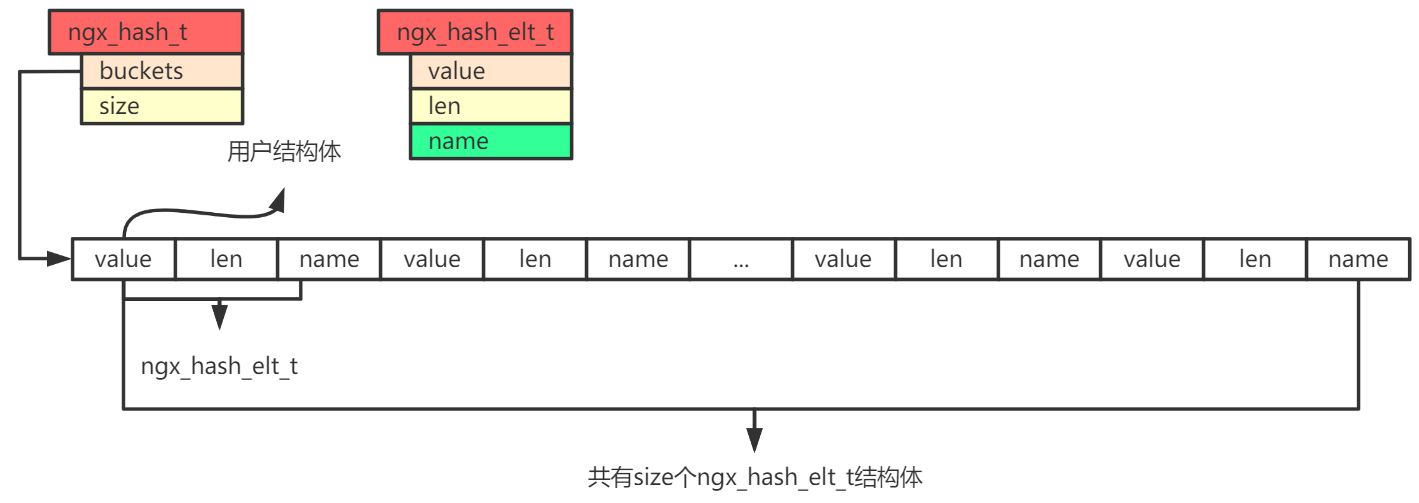 ngx_hash_t
buckets
size
ngx_hash_elt_t
value
len
name
用户结构体
value len name value len name ... value len name value len name
ngx_hash_elt_t
共有size个ngx_hash_elt_t结构体